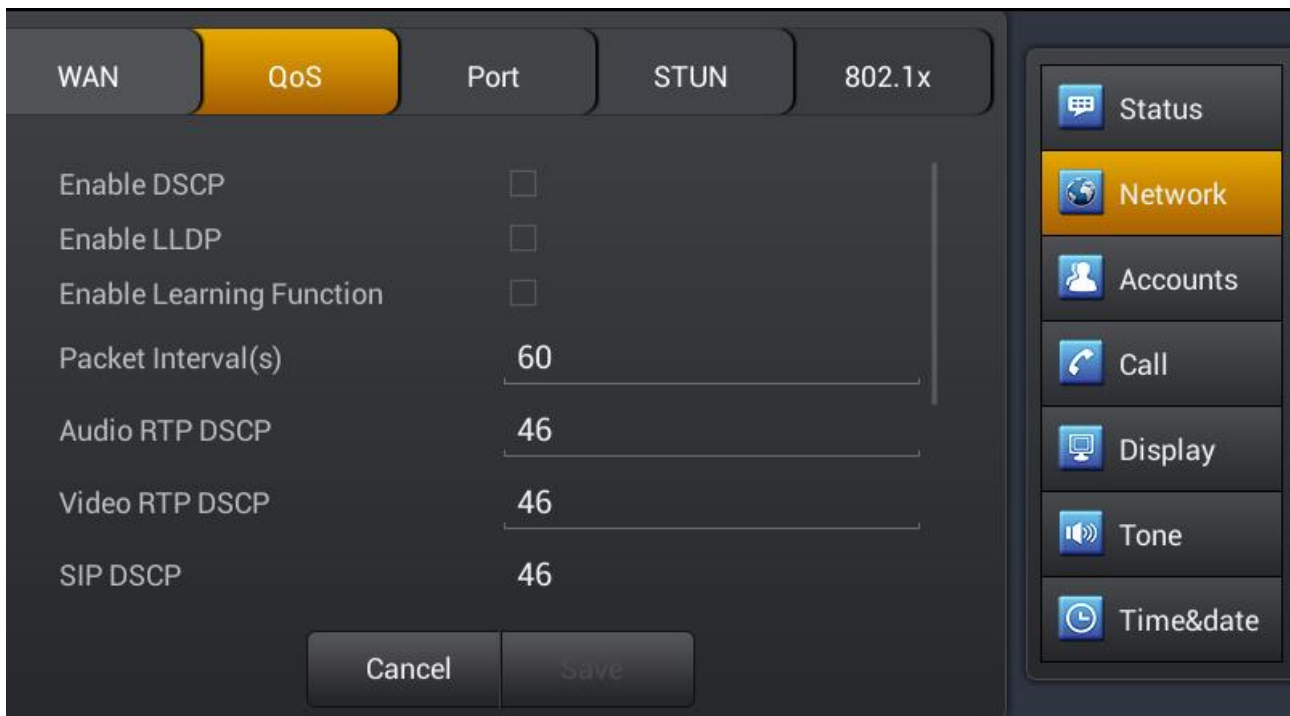 WAN
QoS
Port
STUN
802.1x
Enable DSCP
Enable LLDP
Enable Learning Function
Packet Interval(s) 60
Audio RTP DSCP 46
Video RTP DSCP 46
SIP DSCP 46
Cancel
Save
Status
Network
Accounts
Call
Display
Tone
Time&date